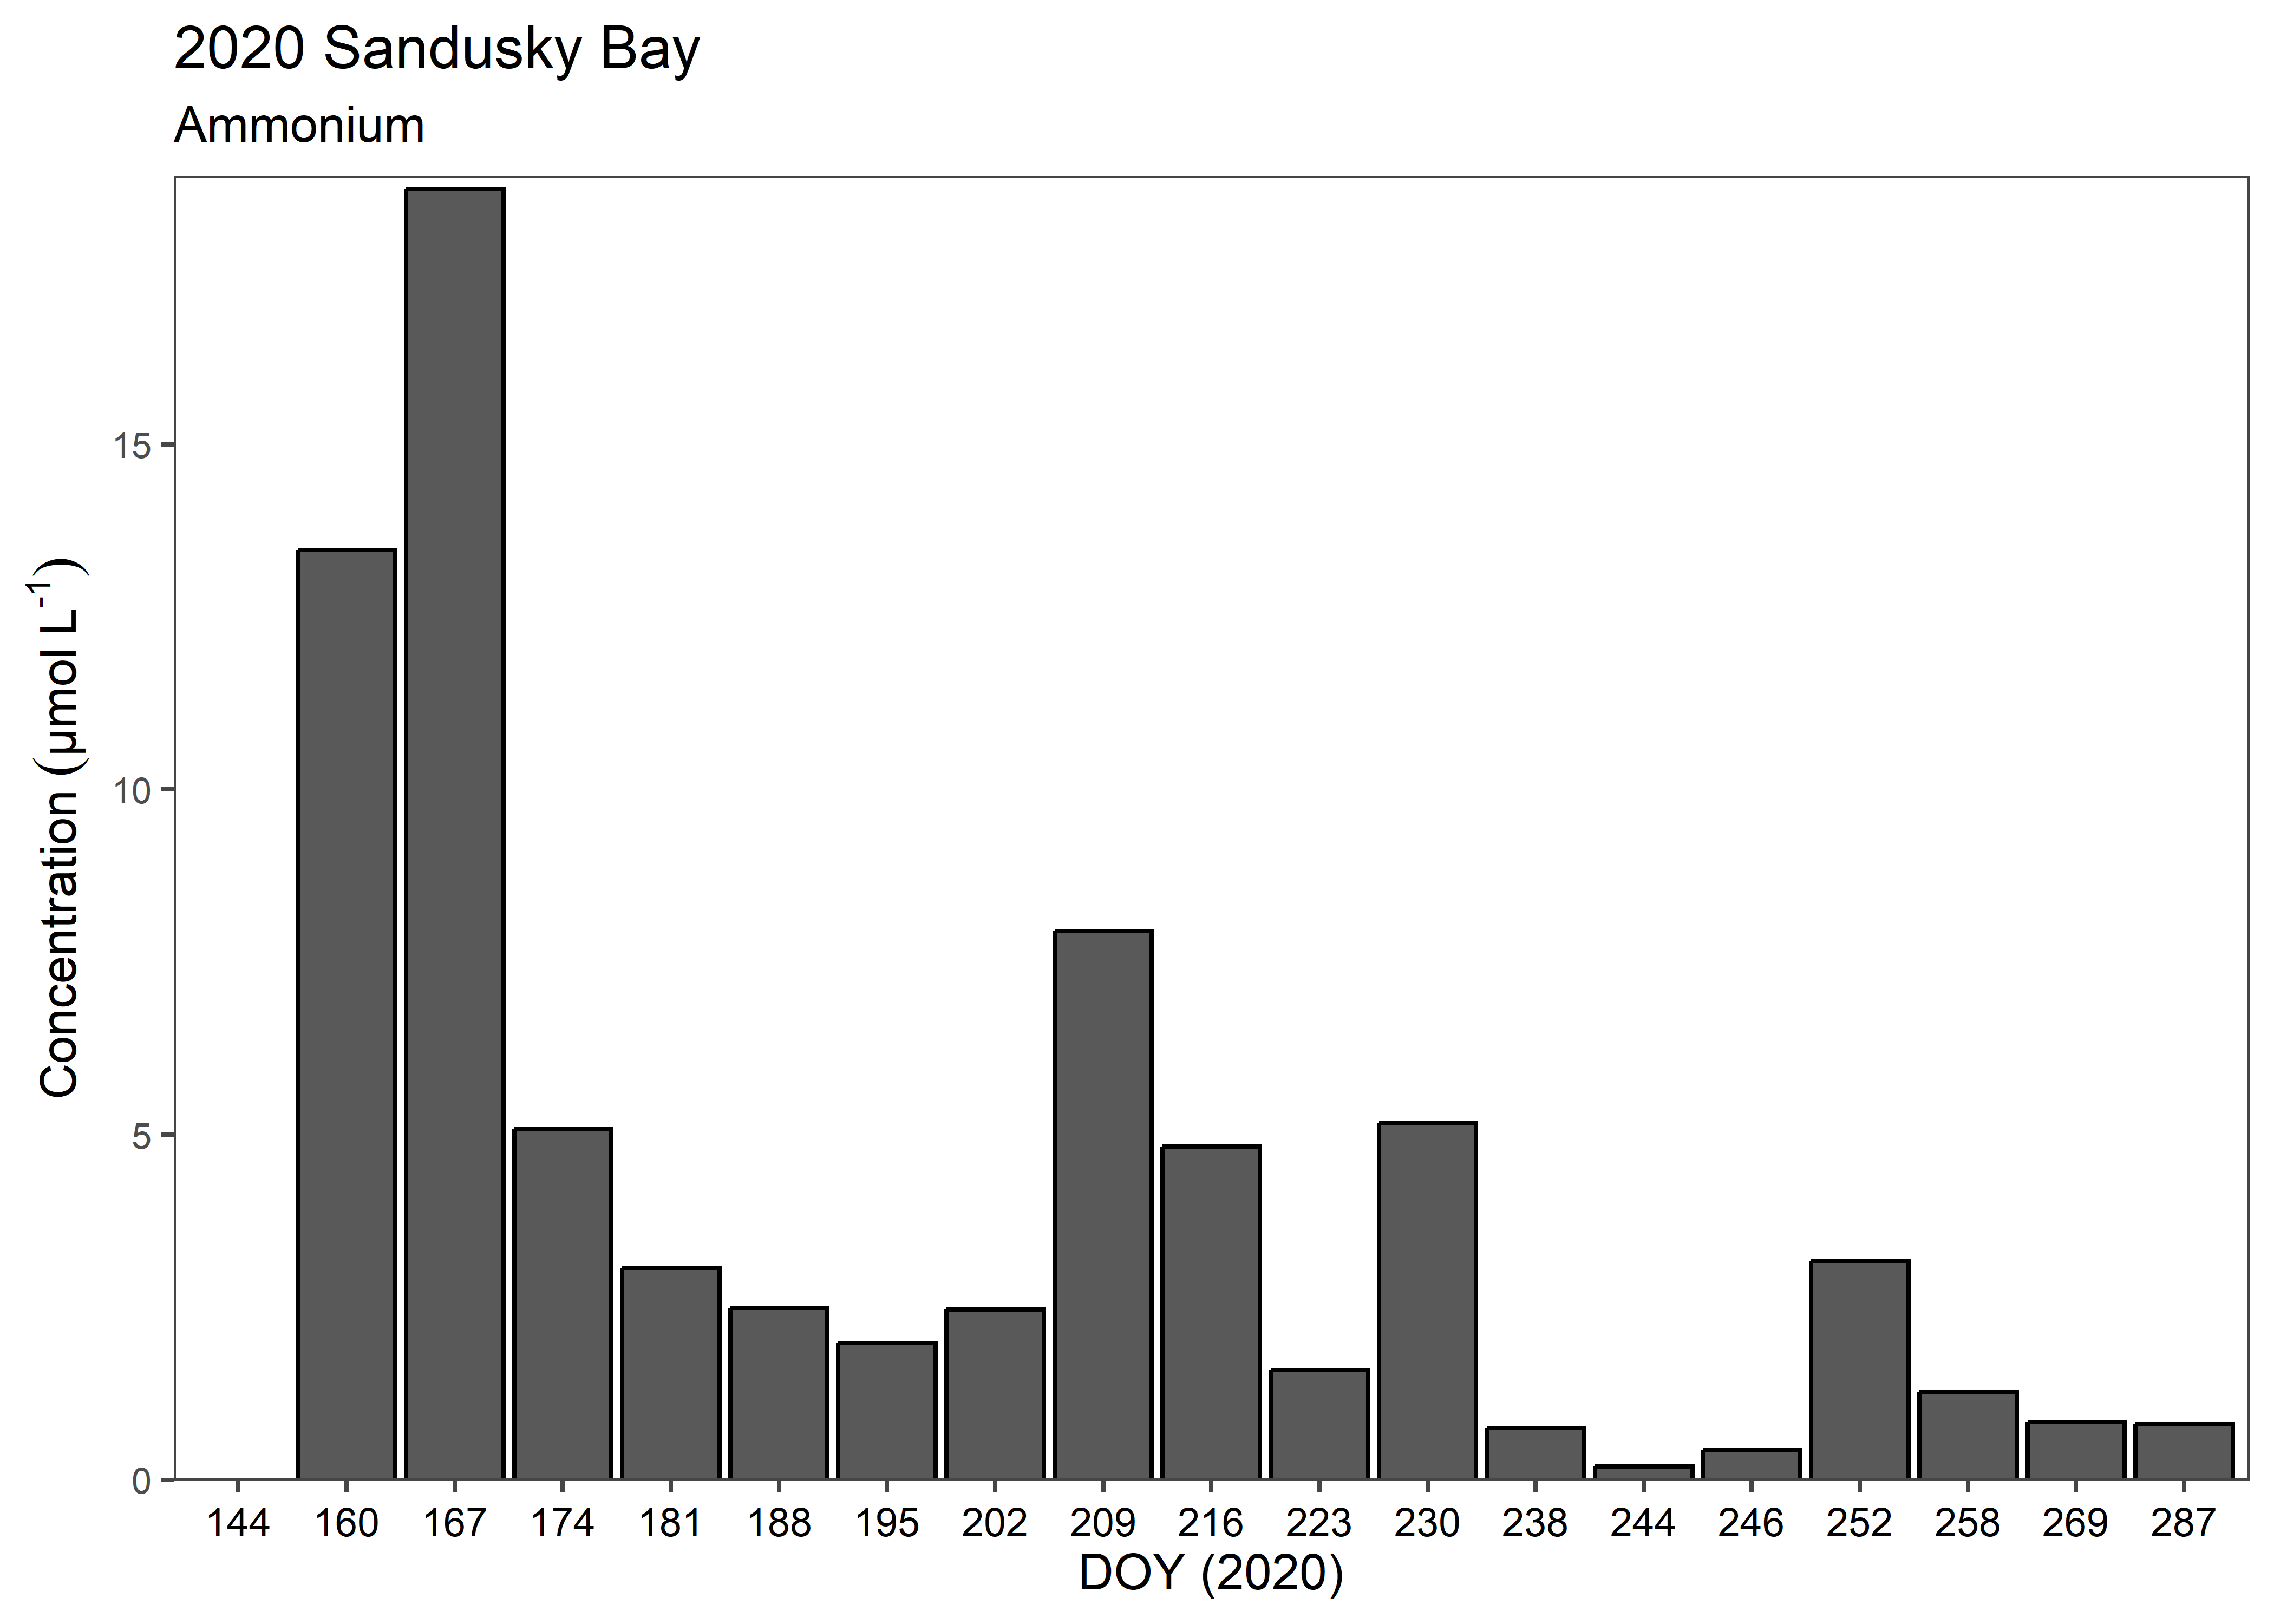 2020 Sandusky Bay
Ammonium
Concentration (µmol L⁻¹)
15
10
5
0
144 160 167 174 181 188 195 202 209 216 223 230 238 244 246 252 258 269 287
DOY (2020)